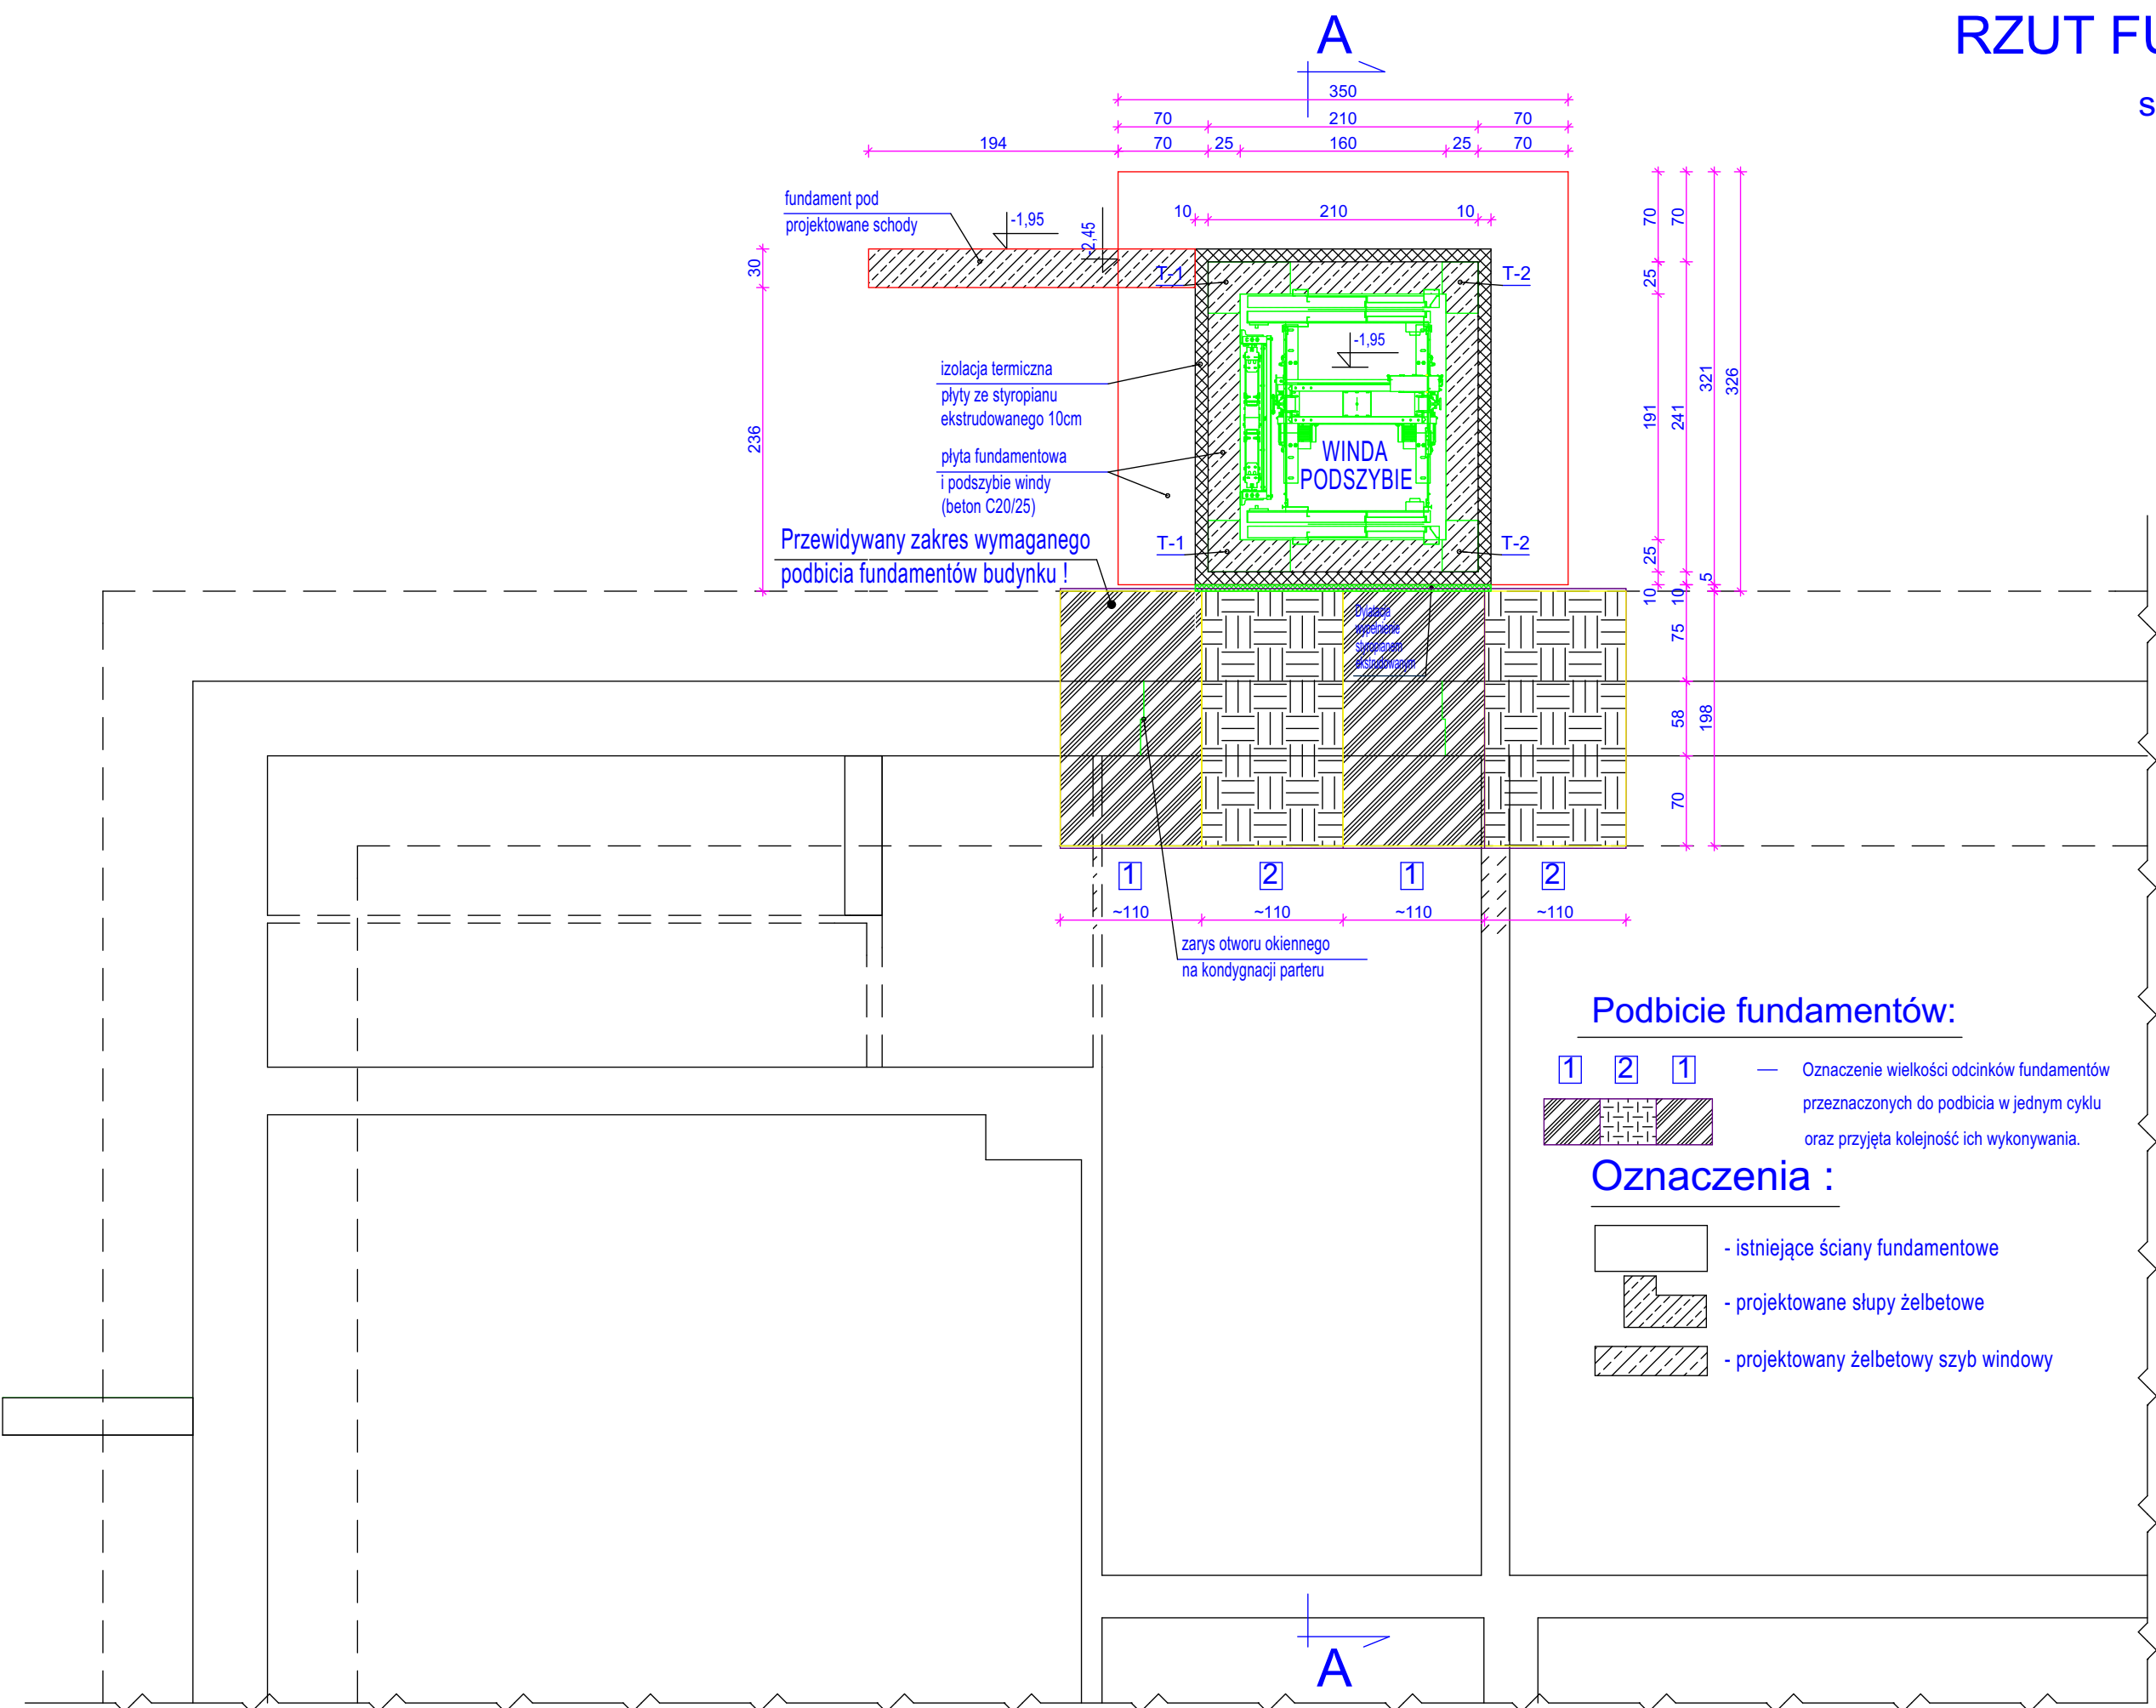 A
RZUT FU
s
350
70 210 70
194 70 25 160 25 70
fundament pod
projektowane schody
-1,95
-2,45
10 210 10
T-1
T-2
30
236
70
70
25
191
241
321
326
25
5
10
10
75
58
198
70
-1,95
izolacja termiczna
płyty ze styropianu
ekstrudowanego 10cm
płyta fundamentowa
i podszybie windy
(beton C20/25)
WINDA
PODSZYBIE
T-1
T-2
Przewidywany zakres wymaganego
podbicia fundamentów budynku !
Dylatacja
wypełnienie
styropianem
ekstrudowanym
1 2 1 2
~110 ~110 ~110 ~110
zarys otworu okiennego
na kondygnacji parteru
Podbicie fundamentów:
1 2 1
— Oznaczenie wielkości odcinków fundamentów
przeznaczonych do podbicia w jednym cyklu
oraz przyjęta kolejność ich wykonywania.
Oznaczenia :
- istniejące ściany fundamentowe
- projektowane słupy żelbetowe
- projektowany żelbetowy szyb windowy
A